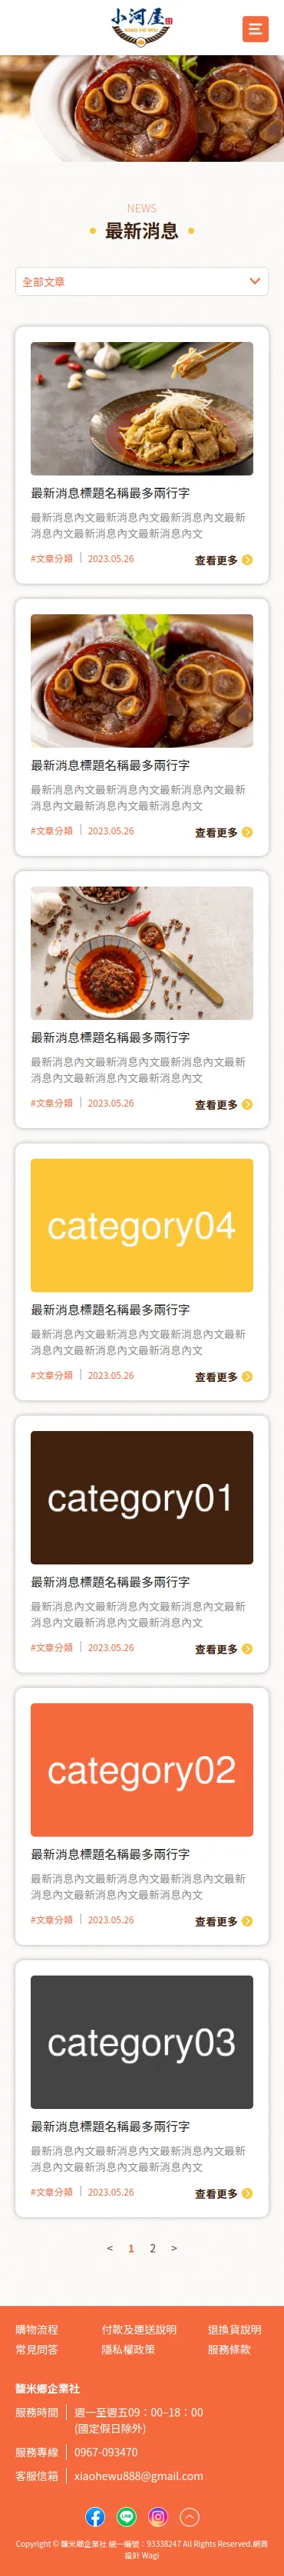 小河屋
XIAO HE WU
NEWS
最新消息
全部文章
最新消息標題名稱最多兩行字
最新消息內文最新消息內文最新消息內文最新
消息內文最新消息內文最新消息內文
#文章分類 | 2023.05.26 查看更多
最新消息標題名稱最多兩行字
最新消息內文最新消息內文最新消息內文最新
消息內文最新消息內文最新消息內文
#文章分類 | 2023.05.26 查看更多
最新消息標題名稱最多兩行字
最新消息內文最新消息內文最新消息內文最新
消息內文最新消息內文最新消息內文
#文章分類 | 2023.05.26 查看更多
category04
最新消息標題名稱最多兩行字
最新消息內文最新消息內文最新消息內文最新
消息內文最新消息內文最新消息內文
#文章分類 | 2023.05.26 查看更多
category01
最新消息標題名稱最多兩行字
最新消息內文最新消息內文最新消息內文最新
消息內文最新消息內文最新消息內文
#文章分類 | 2023.05.26 查看更多
category02
最新消息標題名稱最多兩行字
最新消息內文最新消息內文最新消息內文最新
消息內文最新消息內文最新消息內文
#文章分類 | 2023.05.26 查看更多
category03
最新消息標題名稱最多兩行字
最新消息內文最新消息內文最新消息內文最新
消息內文最新消息內文最新消息內文
#文章分類 | 2023.05.26 查看更多
< 1 2 >
購物流程 付款及運送說明 退換貨說明
常見問答 隱私權政策 服務條款
馥米鄉企業社
服務時間 | 週一至週五09：00–18：00
(國定假日除外)
服務專線 | 0967-093470
客服信箱 | xiaohewu888@gmail.com
Copyright © 馥米鄉企業社 統一編號：93338247 All Rights Reserved.網頁
設計 Wagi